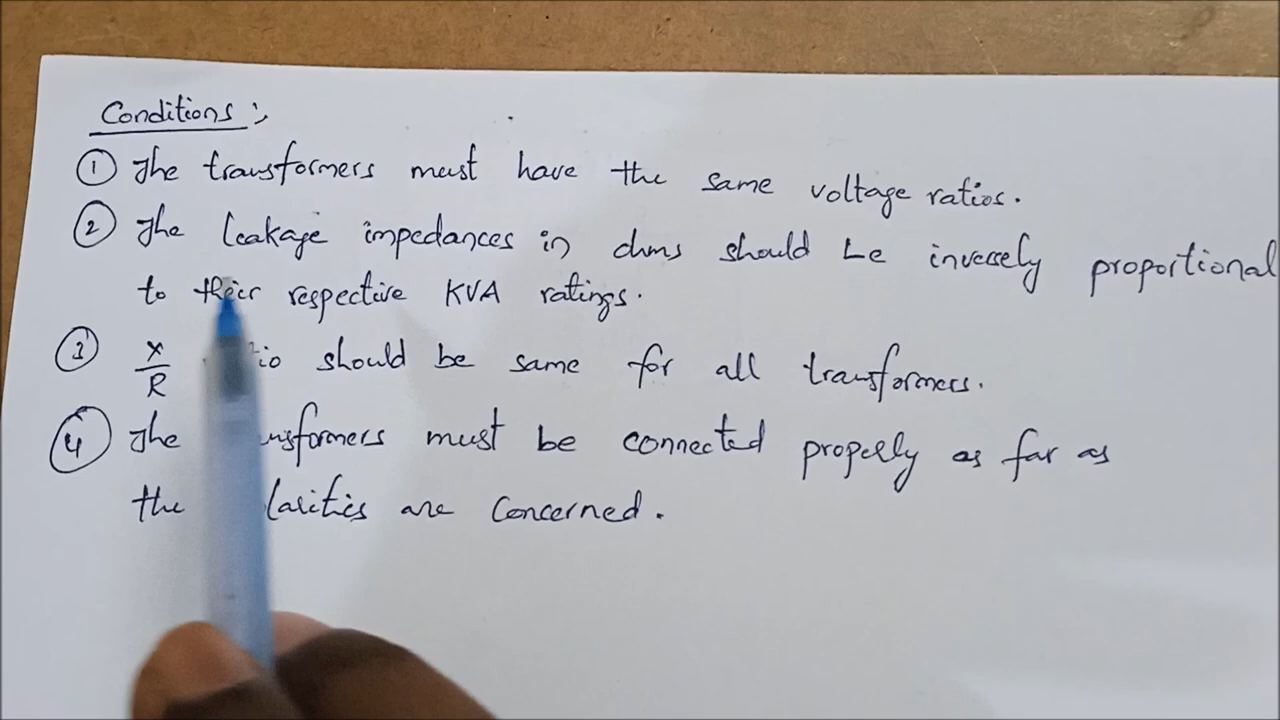 Conditions :
① The transformers must have the same voltage ratios.
② The leakage impedances in ohms should be inversely proportional
to their respective KVA ratings.
③ X/R should be same for all transformers.
④ The must be connected properly as far as
the are concerned.